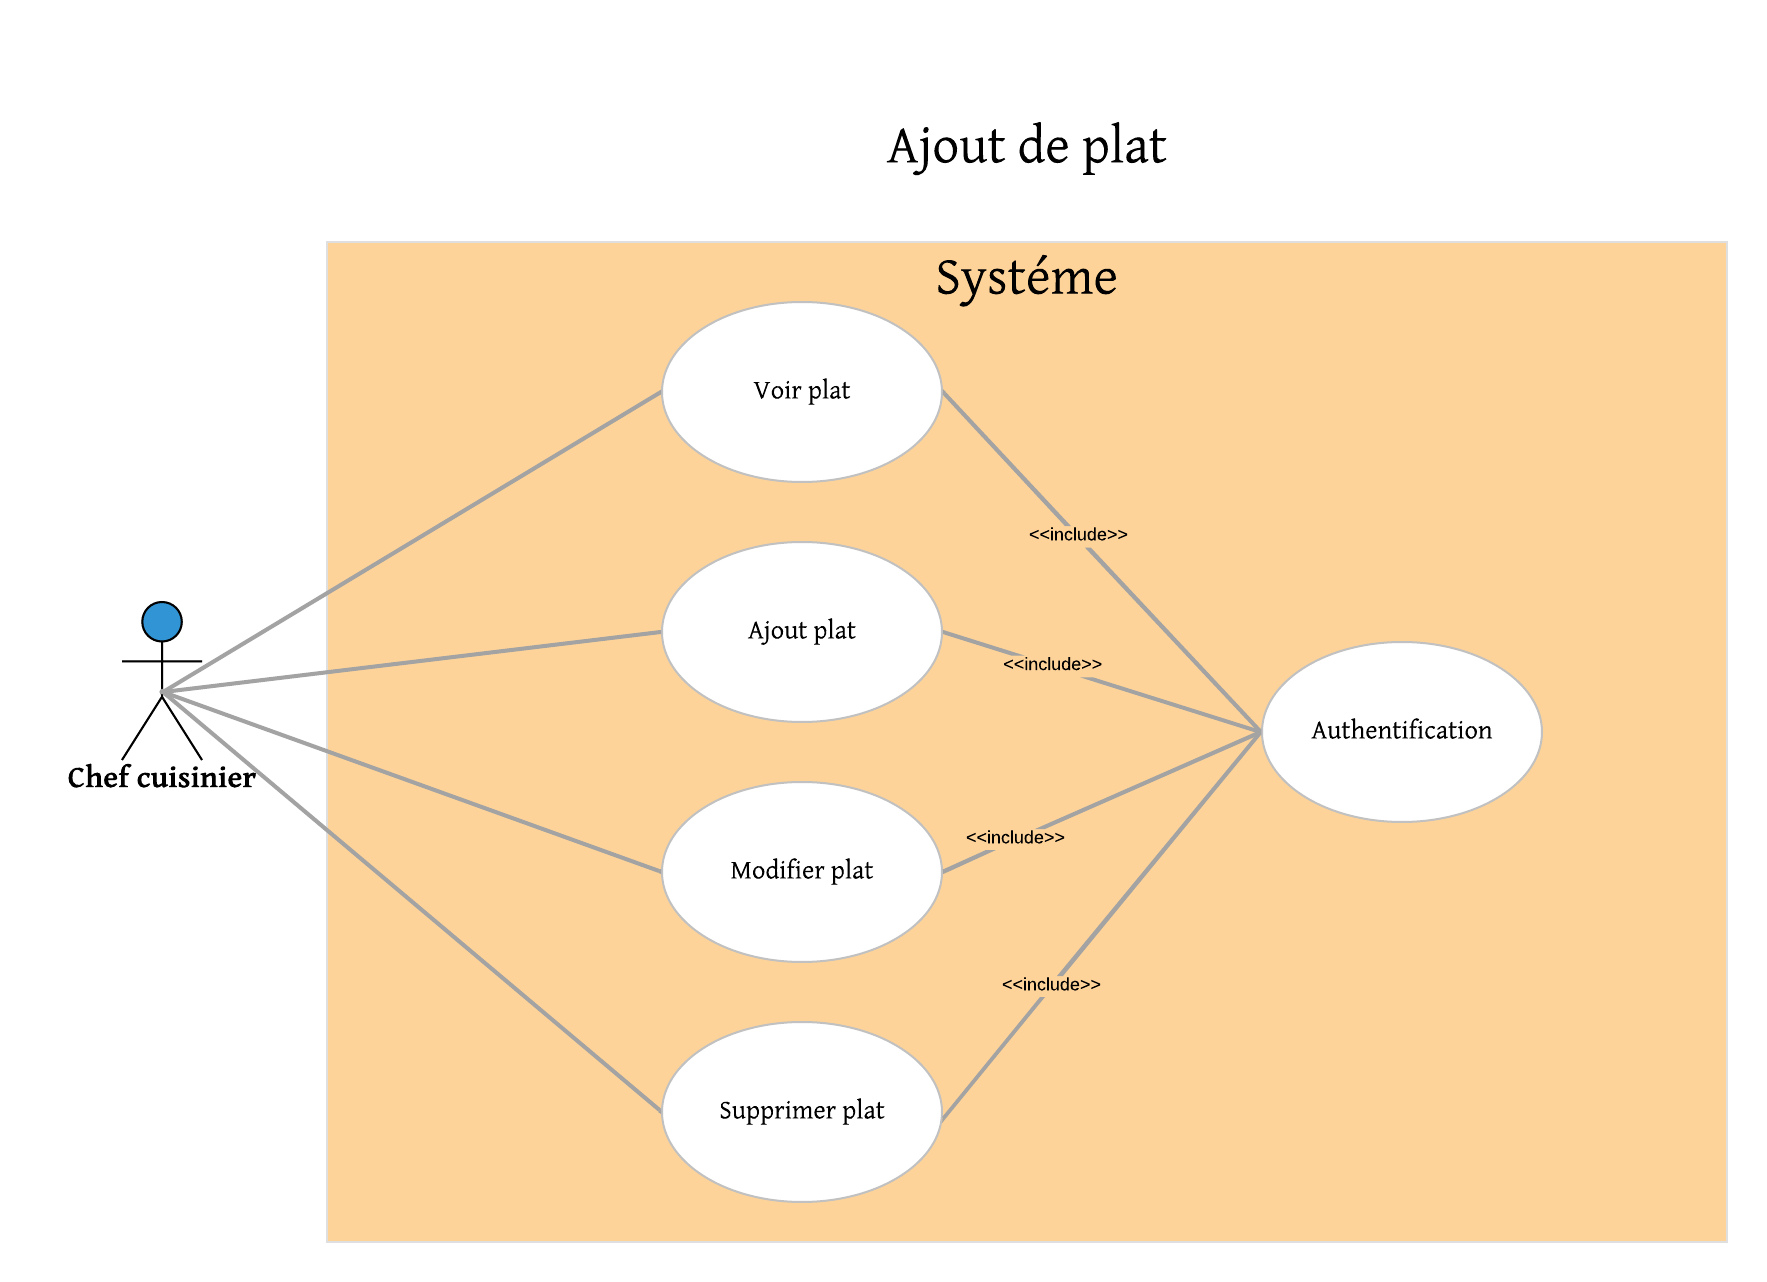 Ajout de plat
Systéme
Voir plat
<<include>>
Ajout plat
<<include>>
Authentification
Chef cuisinier
Modifier plat
<<include>>
<<include>>
Supprimer plat